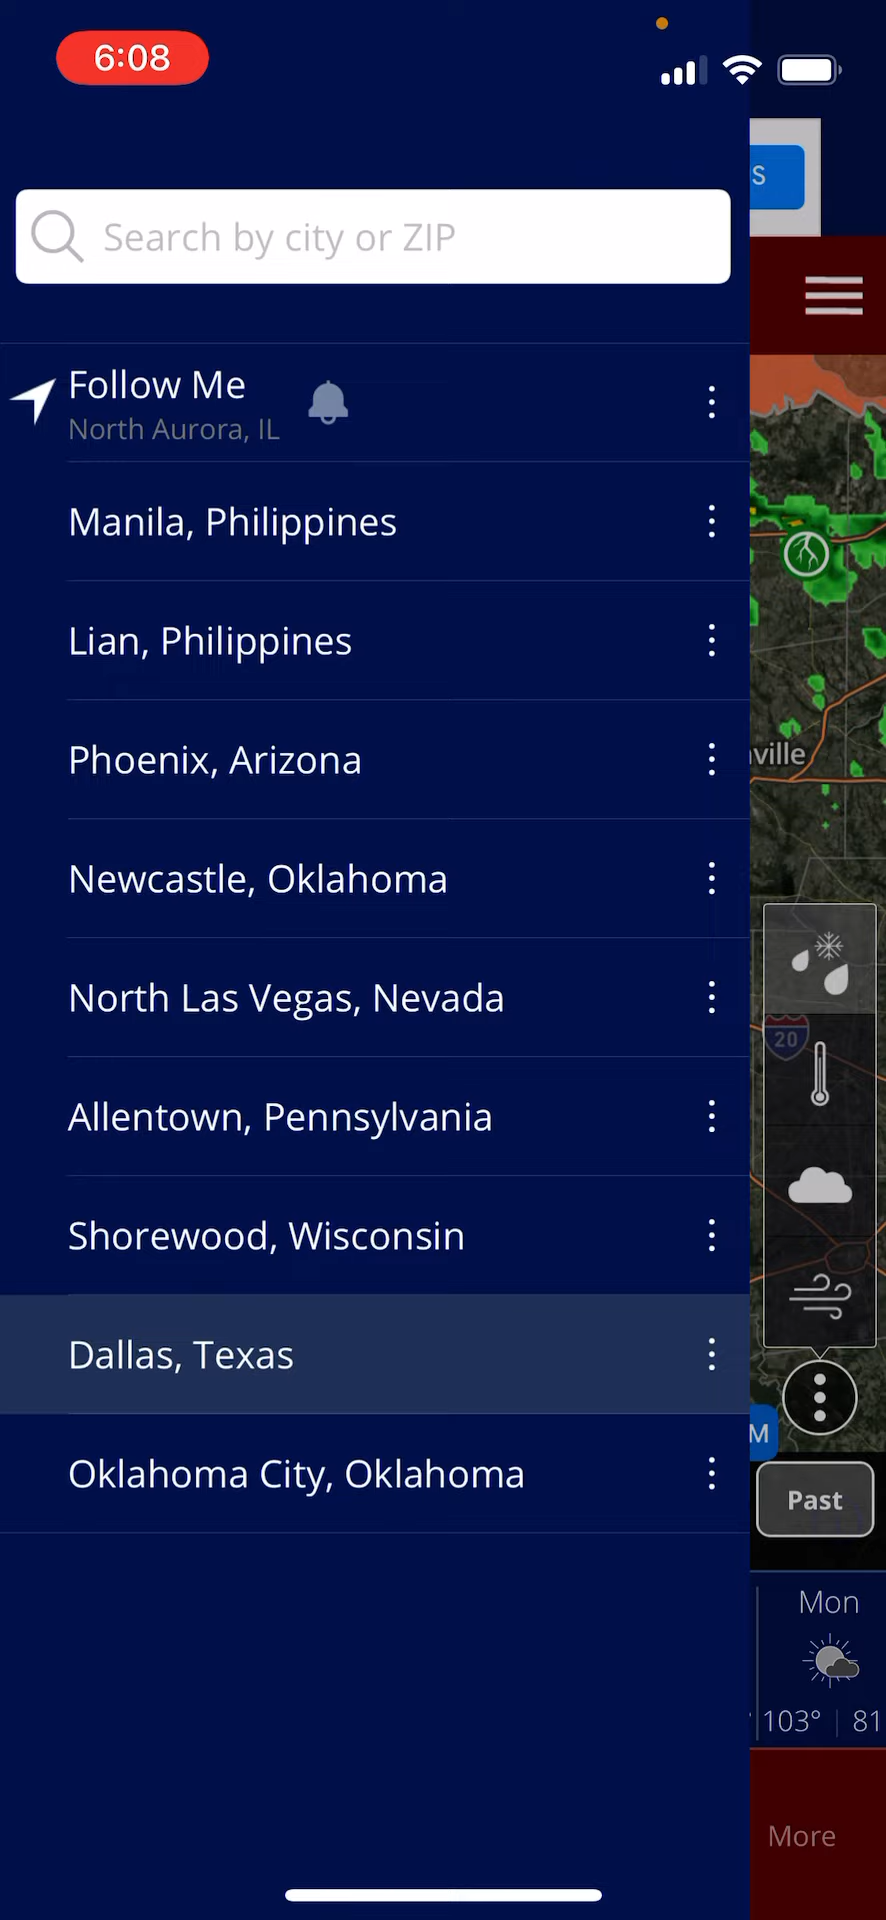 6:08
S
Search by city or ZIP
Follow Me
North Aurora, IL
Manila, Philippines
Lian, Philippines
Phoenix, Arizona
ville
Newcastle, Oklahoma
North Las Vegas, Nevada
20
Allentown, Pennsylvania
Shorewood, Wisconsin
Dallas, Texas
M
Oklahoma City, Oklahoma
Past
Mon
103° | 81
More